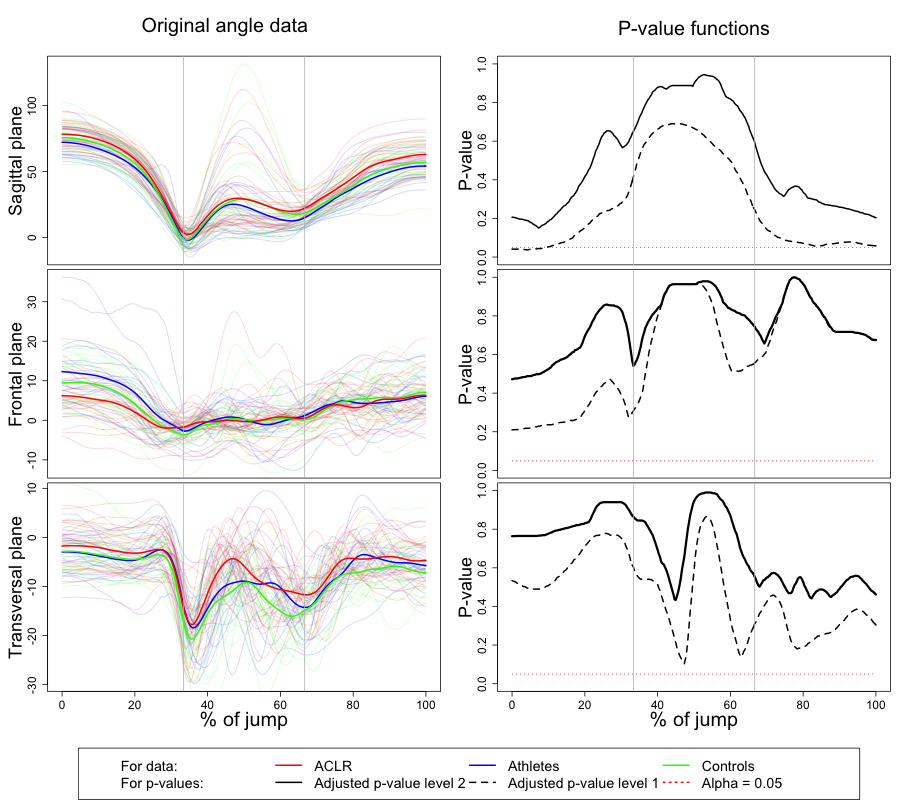 Original angle data
P-value functions
Sagittal plane
0 50 100
P-value
0.0 0.2 0.4 0.6 0.8 1.0
Frontal plane
-10 0 10 20 30
P-value
0.0 0.2 0.4 0.6 0.8 1.0
Transversal plane
-30 -20 -10 0 10
P-value
0.0 0.2 0.4 0.6 0.8 1.0
0 20 40 60 80 100
0 20 40 60 80 100
% of jump
% of jump
For data: ACLR Athletes Controls
For p-values: Adjusted p-value level 2 Adjusted p-value level 1 Alpha = 0.05